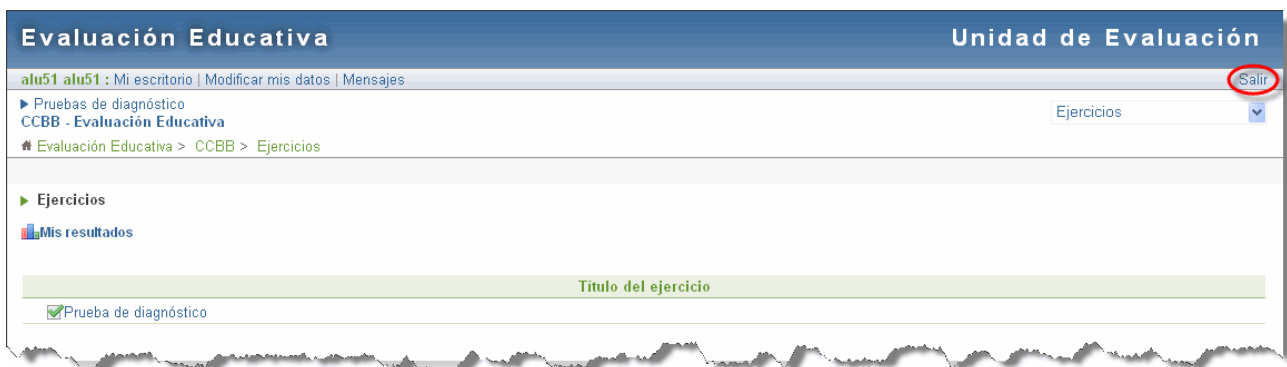 Evaluación Educativa Unidad de Evaluación
alu51 alu51 : Mi escritorio | Modificar mis datos | Mensajes Salir
Pruebas de diagnóstico
CCBB - Evaluación Educativa
Ejercicios
Evaluación Educativa > CCBB > Ejercicios
Ejercicios
Mis resultados
Título del ejercicio
Prueba de diagnóstico